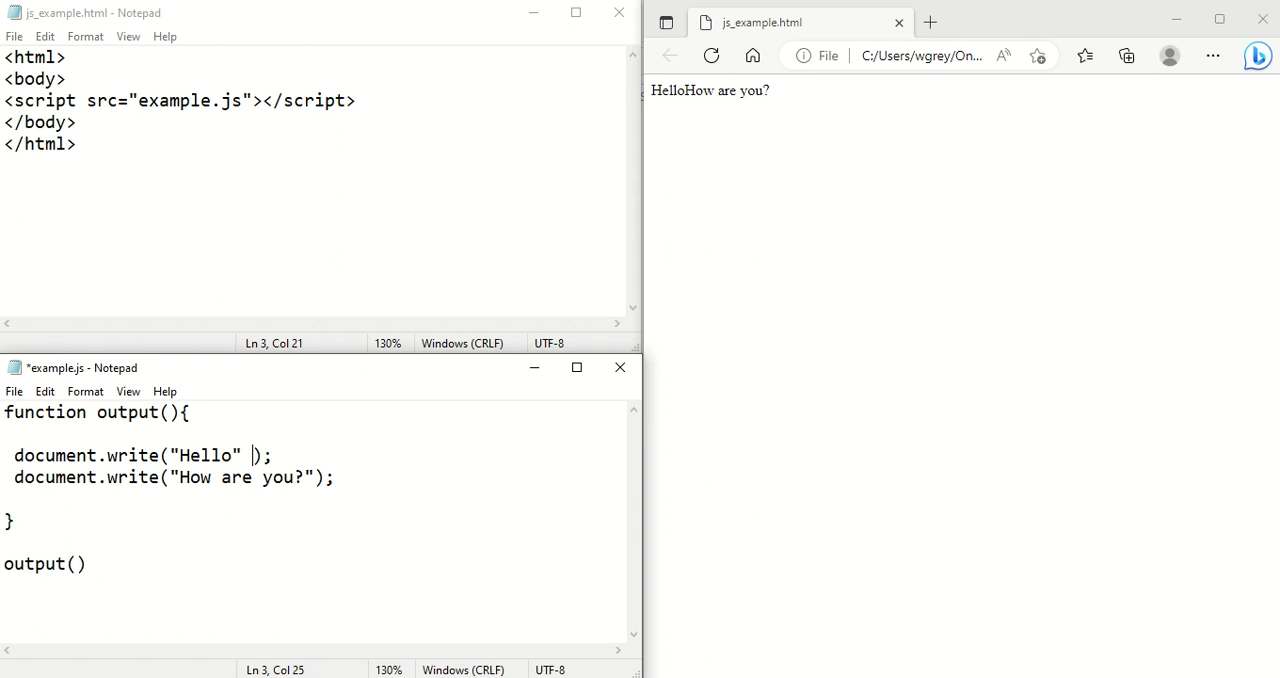 js_example.html - Notepad
File Edit Format View Help
<html>
<body>
<script src="example.js"></script>
</body>
</html>
Ln 3, Col 21 130% Windows (CRLF) UTF-8
*example.js - Notepad
File Edit Format View Help
function output(){
document.write("Hello" );
document.write("How are you?");
}
output()
Ln 3, Col 25 130% Windows (CRLF) UTF-8
js_example.html
File C:/Users/wgrey/On...
HelloHow are you?